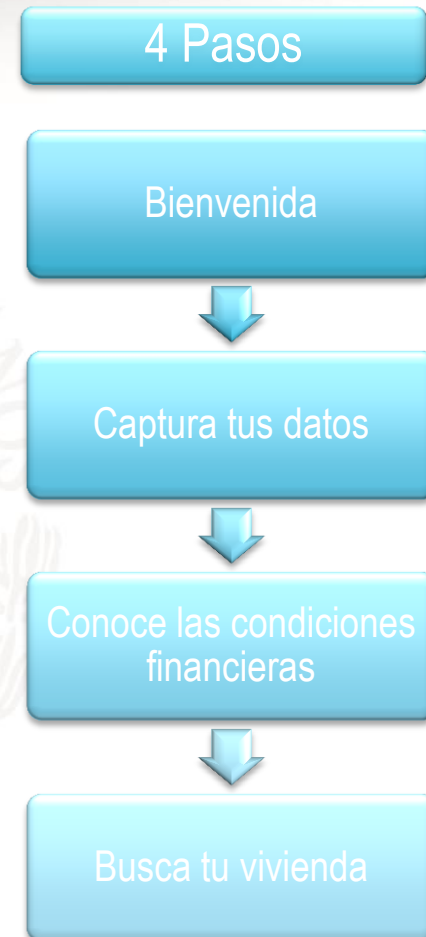 4 Pasos
Bienvenida
Captura tus datos
Conoce las condiciones
financieras
Busca tu vivienda